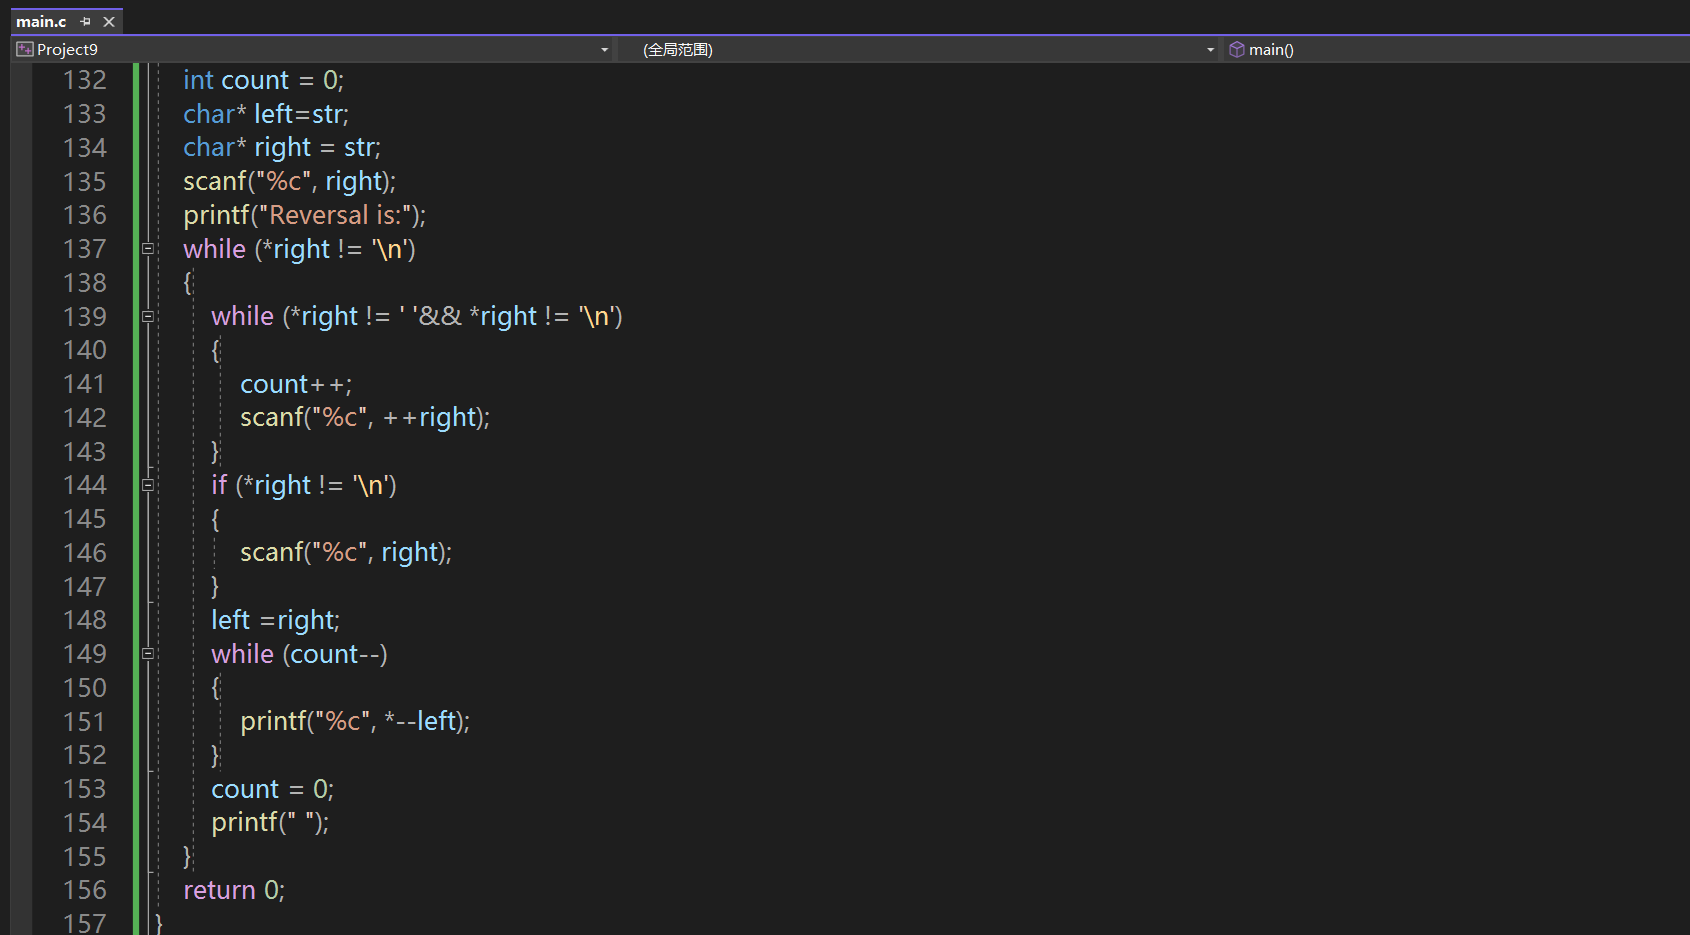 main.c
Project9 (全局范围) main()
132 int count = 0;
133 char* left=str;
134 char* right = str;
135 scanf("%c", right);
136 printf("Reversal is:");
137 while (*right != '\n')
138 {
139 while (*right != ' '&& *right != '\n')
140 {
141 count++;
142 scanf("%c", ++right);
143 }
144 if (*right != '\n')
145 {
146 scanf("%c", right);
147 }
148 left =right;
149 while (count--)
150 {
151 printf("%c", *--left);
152 }
153 count = 0;
154 printf(" ");
155 }
156 return 0;
157 }